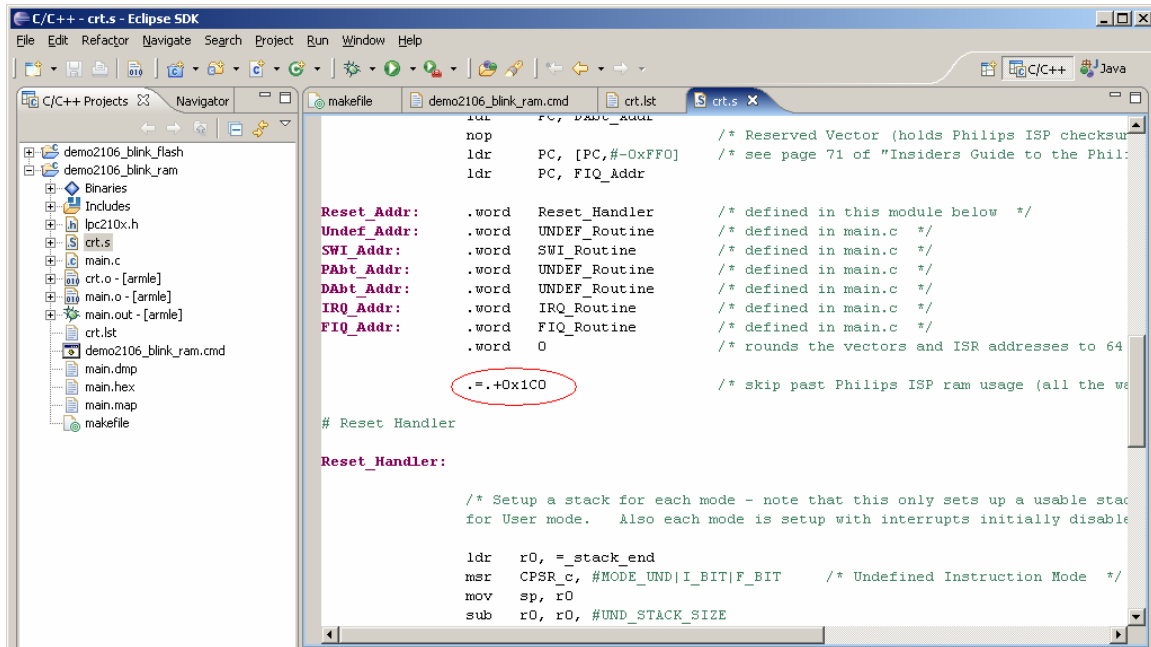 C/C++ - crt.s - Eclipse SDK
File Edit Refactor Navigate Search Project Run Window Help
C/C++ Java
C/C++ Projects Navigator
makefile demo2106_blink_ram.cmd crt.lst crt.s
demo2106_blink_flash
demo2106_blink_ram
Binaries
Includes
lpc210x.h
crt.s
main.c
crt.o - [armle]
main.o - [armle]
main.out - [armle]
crt.lst
demo2106_blink_ram.cmd
main.dmp
main.hex
main.map
makefile
ldr PC, DAbt_Addr
nop /* Reserved Vector (holds Philips ISP checksum
ldr PC, [PC,#-0xFF0] /* see page 71 of "Insiders Guide to the Phili
ldr PC, FIQ_Addr
Reset_Addr: .word Reset_Handler /* defined in this module below */
Undef_Addr: .word UNDEF_Routine /* defined in main.c */
SWI_Addr: .word SWI_Routine /* defined in main.c */
PAbt_Addr: .word UNDEF_Routine /* defined in main.c */
DAbt_Addr: .word UNDEF_Routine /* defined in main.c */
IRQ_Addr: .word IRQ_Routine /* defined in main.c */
FIQ_Addr: .word FIQ_Routine /* defined in main.c */
.word 0 /* rounds the vectors and ISR addresses to 64
.=.+0x1C0 /* skip past Philips ISP ram usage (all the wa
# Reset Handler
Reset_Handler:
/* Setup a stack for each mode - note that this only sets up a usable stac
for User mode. Also each mode is setup with interrupts initially disable
ldr r0, =_stack_end
msr CPSR_c, #MODE_UND|I_BIT|F_BIT /* Undefined Instruction Mode */
mov sp, r0
sub r0, r0, #UND_STACK_SIZE